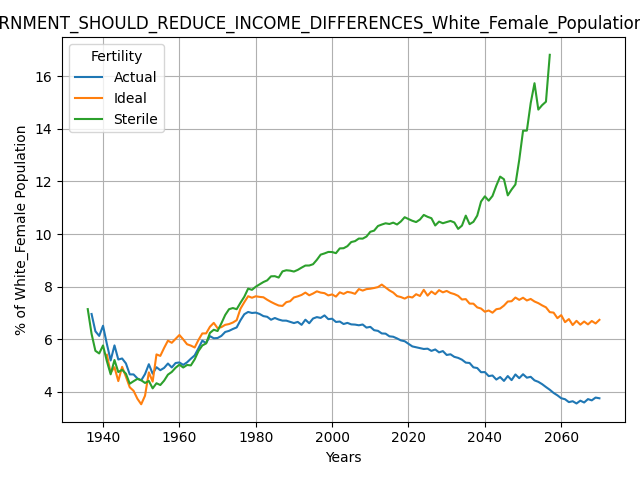 RNMENT_SHOULD_REDUCE_INCOME_DIFFERENCES_White_Female_Population
Fertility
Actual
Ideal
Sterile
% of White_Female Population
16
14
12
10
8
6
4
1940 1960 1980 2000 2020 2040 2060
Years